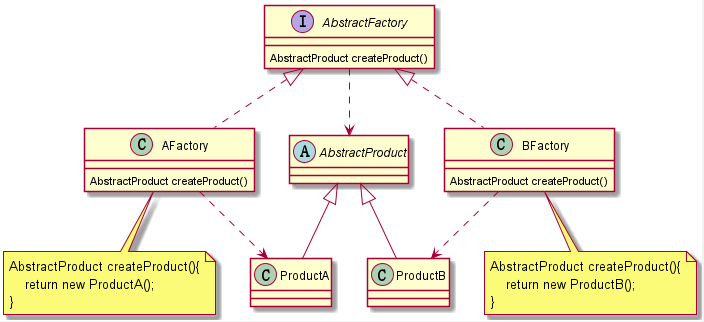 I AbstractFactory
AbstractProduct createProduct()
C AFactory
AbstractProduct createProduct()
A AbstractProduct
C BFactory
AbstractProduct createProduct()
AbstractProduct createProduct(){
return new ProductA();
}
C ProductA
C ProductB
AbstractProduct createProduct(){
return new ProductB();
}